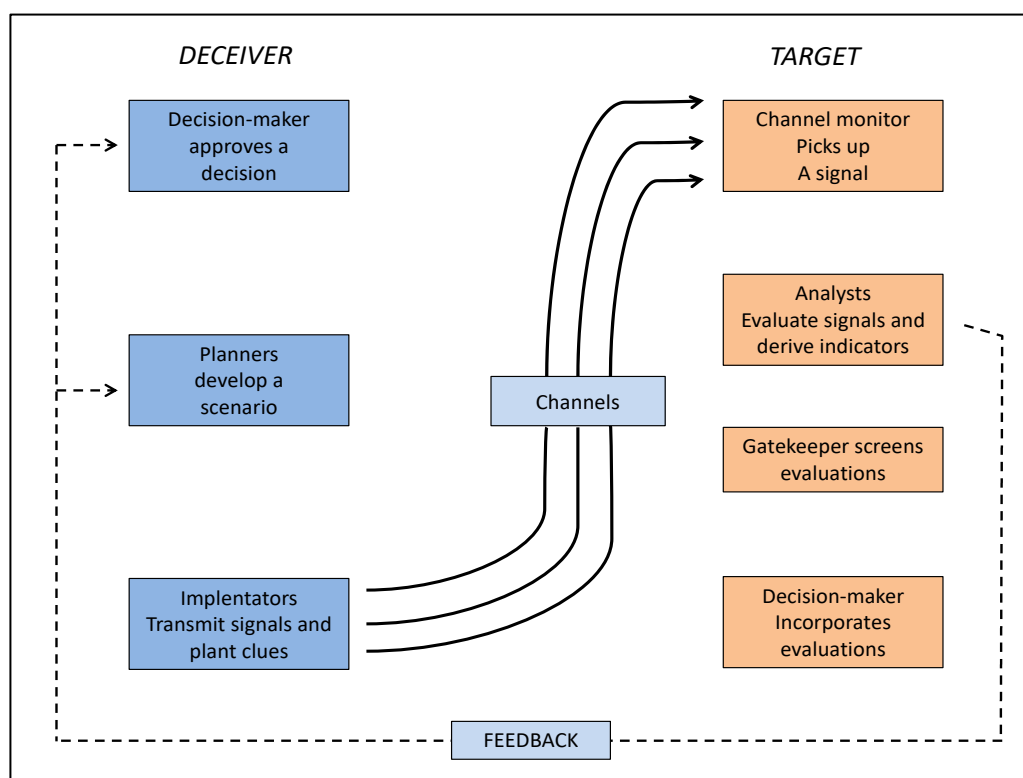 DECEIVER
Decision-maker
approves a
decision
Planners
develop a
scenario
Implentators
Transmit signals and
plant clues
Channels
FEEDBACK
TARGET
Channel monitor
Picks up
A signal
Analysts
Evaluate signals and
derive indicators
Gatekeeper screens
evaluations
Decision-maker
Incorporates
evaluations